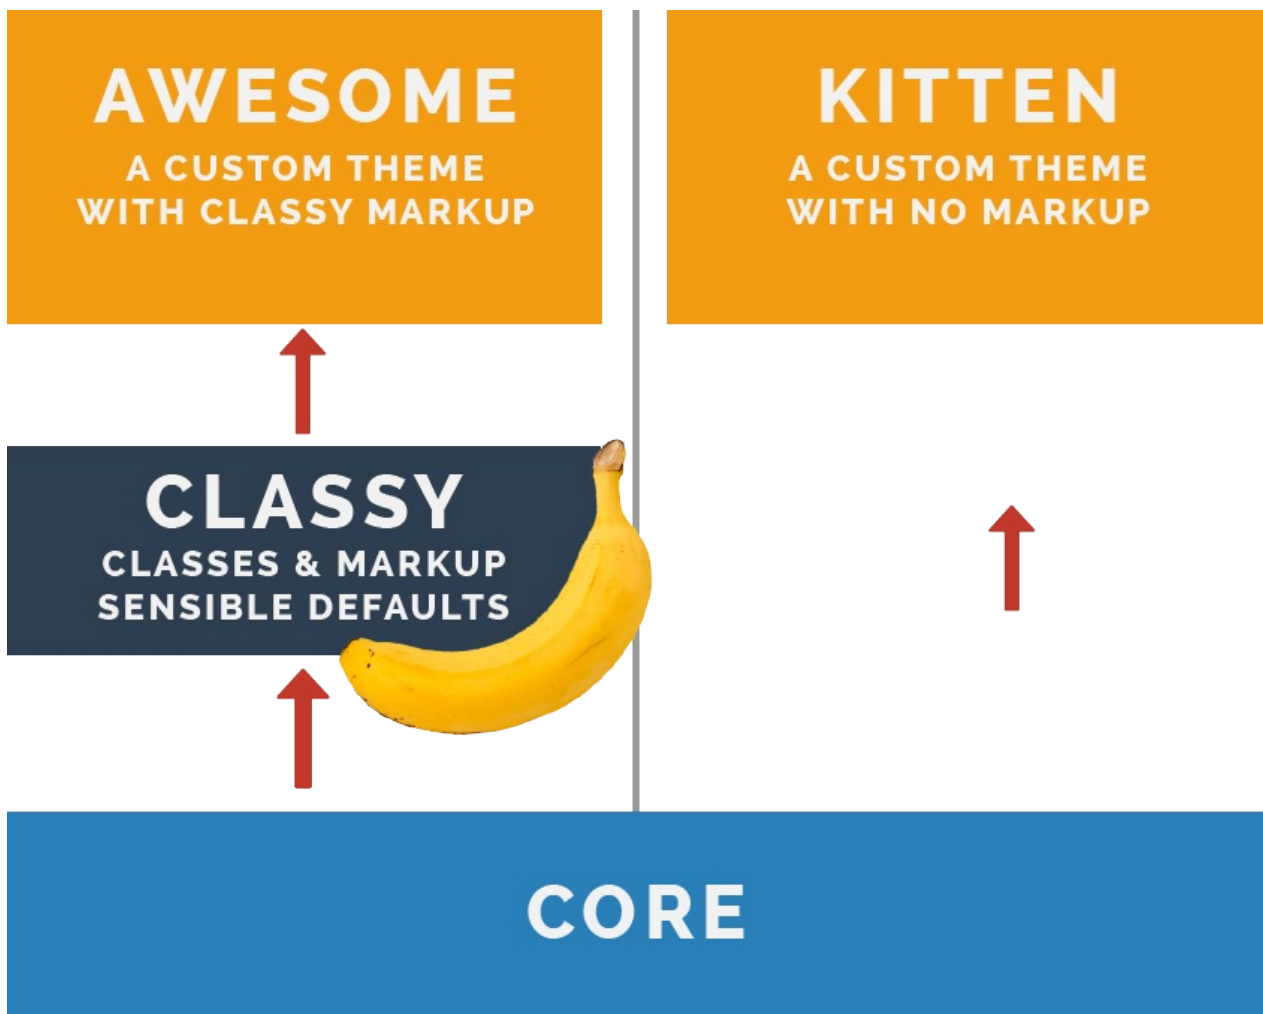 AWESOME
A CUSTOM THEME
WITH CLASSY MARKUP
KITTEN
A CUSTOM THEME
WITH NO MARKUP
CLASSY
CLASSES & MARKUP
SENSIBLE DEFAULTS
CORE